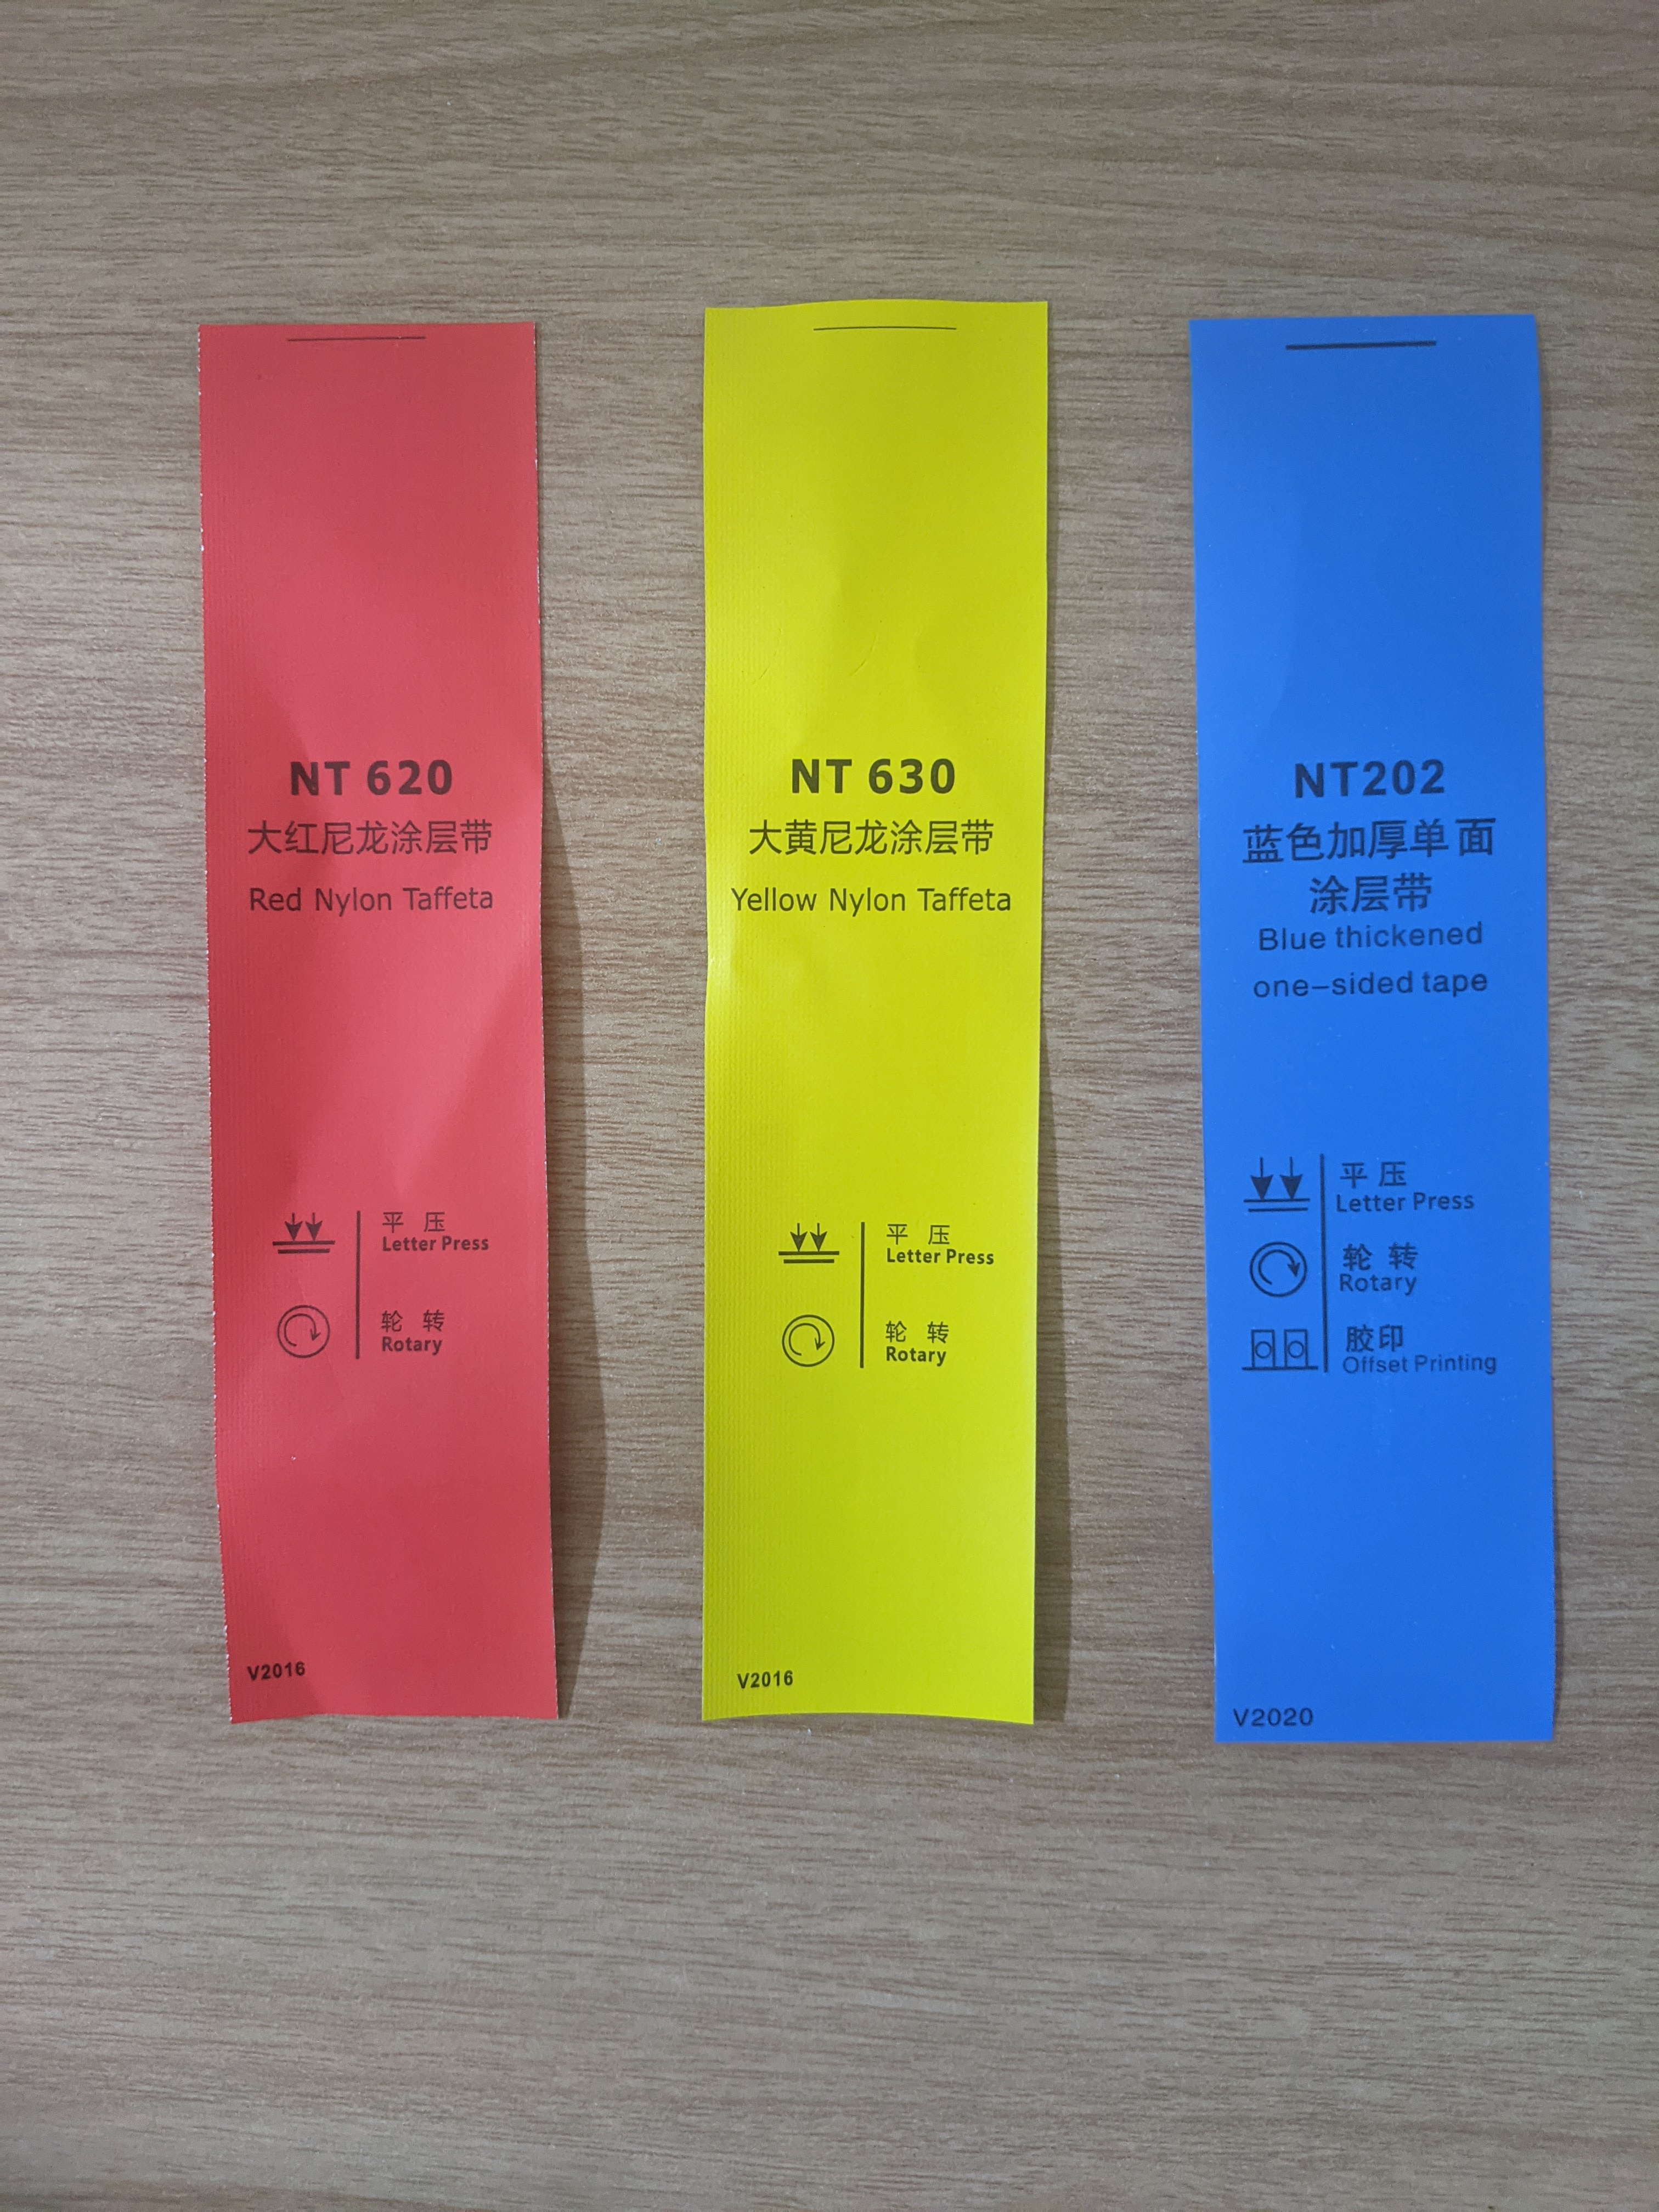 NT 620
大红尼龙涂层带
Red Nylon Taffeta
平 压
Letter Press
轮 转
Rotary
V2016
NT 630
大黄尼龙涂层带
Yellow Nylon Taffeta
平 压
Letter Press
轮 转
Rotary
V2016
NT202
蓝色加厚单面
涂层带
Blue thickened
one-sided tape
平 压
Letter Press
轮 转
Rotary
胶印
Offset Printing
V2020